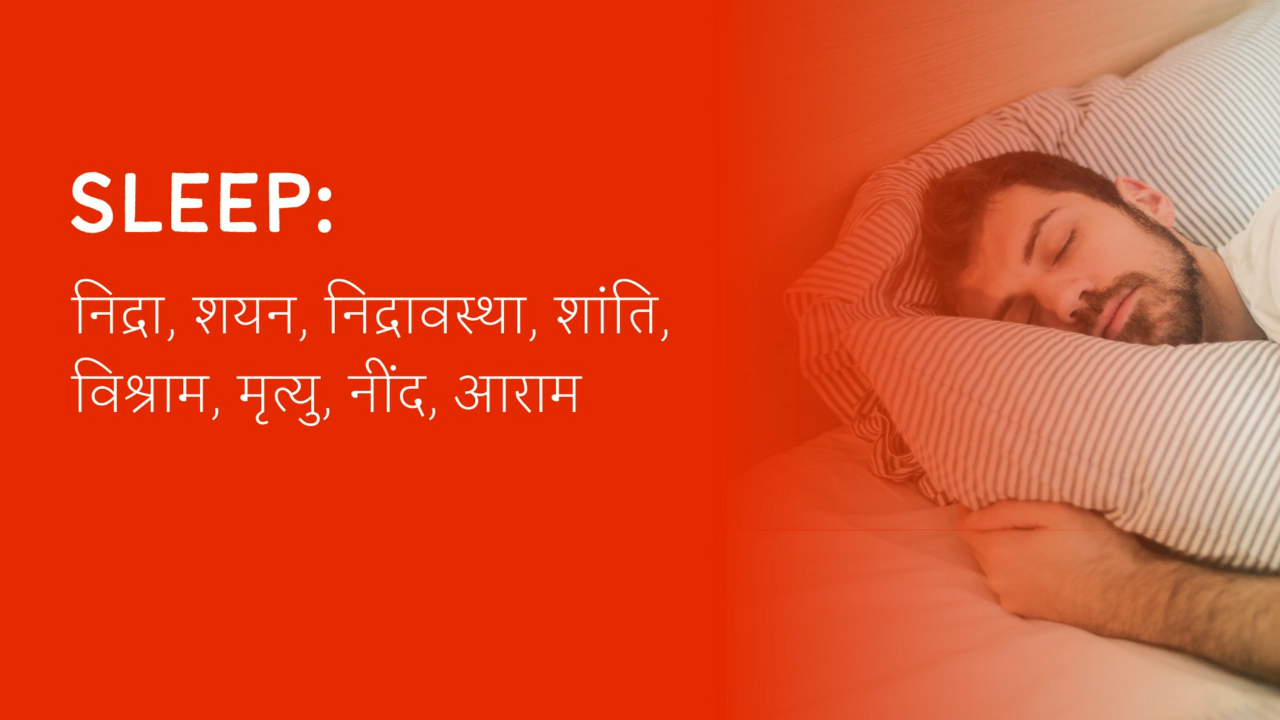 SLEEP:
निद्रा, शयन, निद्रावस्था, शांति,
विश्राम, मृत्यु, नींद, आराम